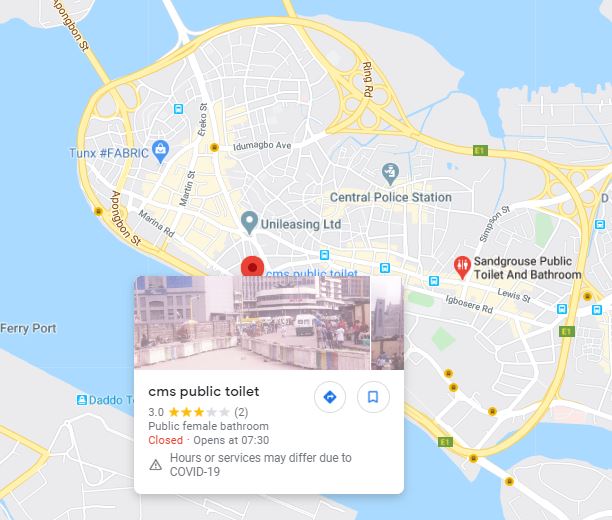 Apongbon St
Ring Rd
Ereko St
Tunx #FABRIC
Idumagbo Ave
E1
Central Police Station
Martin St
Apongbon St
Marina Rd
Unileasing Ltd
Simpson St
D
cms public toilet
Sandgrouse Public
Toilet And Bathroom
Lewis St
Igbosere Rd
Ferry Port
E1
Daddo T
cms public toilet
3.0 (2)
Public female bathroom
Closed · Opens at 07:30
Hours or services may differ due to
COVID-19
E1